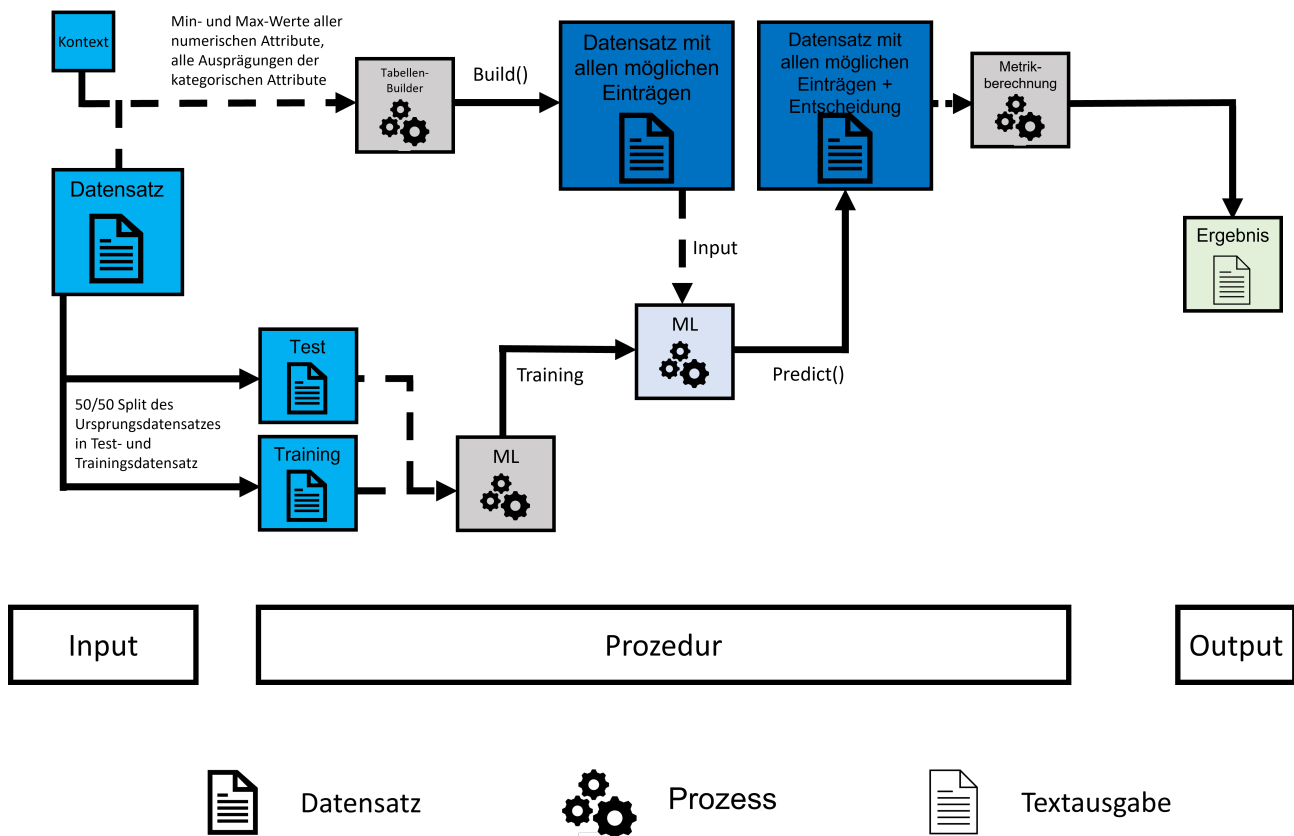 Kontext
Min- und Max-Werte aller
numerischen Attribute,
alle Ausprägungen der
kategorischen Attribute
Tabellen-
Builder
Build()
Datensatz mit
allen möglichen
Einträgen
Datensatz mit
allen möglichen
Einträgen +
Entscheidung
Metrik-
berechnung
Datensatz
Input
Ergebnis
ML
Test
Training
Predict()
50/50 Split des
Ursprungsdatensatzes
in Test- und
Trainingsdatensatz
Training
ML
Input
Prozedur
Output
Datensatz
Prozess
Textausgabe